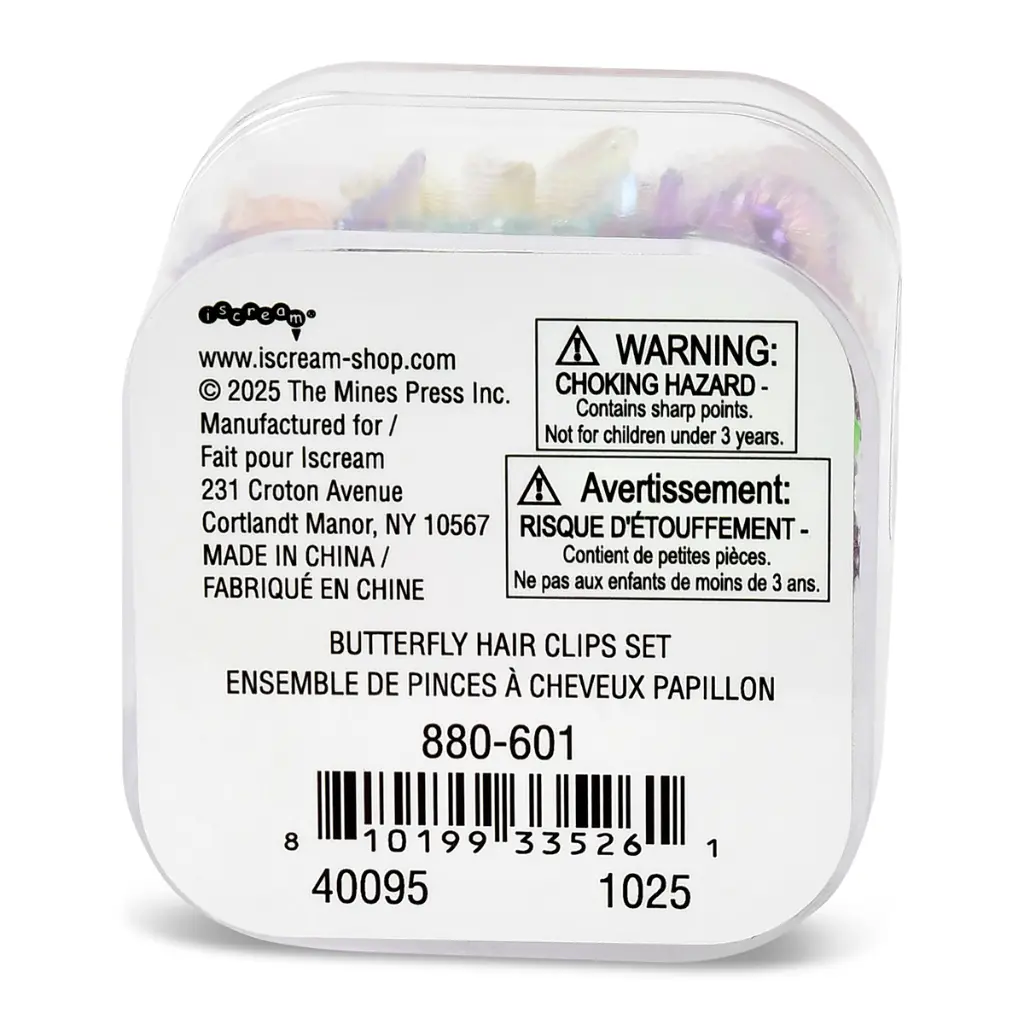 iscream®
www.iscream-shop.com
© 2025 The Mines Press Inc.
Manufactured for /
Fait pour Iscream
231 Croton Avenue
Cortlandt Manor, NY 10567
MADE IN CHINA /
FABRIQUÉ EN CHINE
WARNING:
CHOKING HAZARD -
Contains sharp points.
Not for children under 3 years.
Avertissement:
RISQUE D'ÉTOUFFEMENT -
Contient de petites pièces.
Ne pas aux enfants de moins de 3 ans.
BUTTERFLY HAIR CLIPS SET
ENSEMBLE DE PINCES À CHEVEUX PAPILLON
880-601
8 10199 33526 1
40095 1025